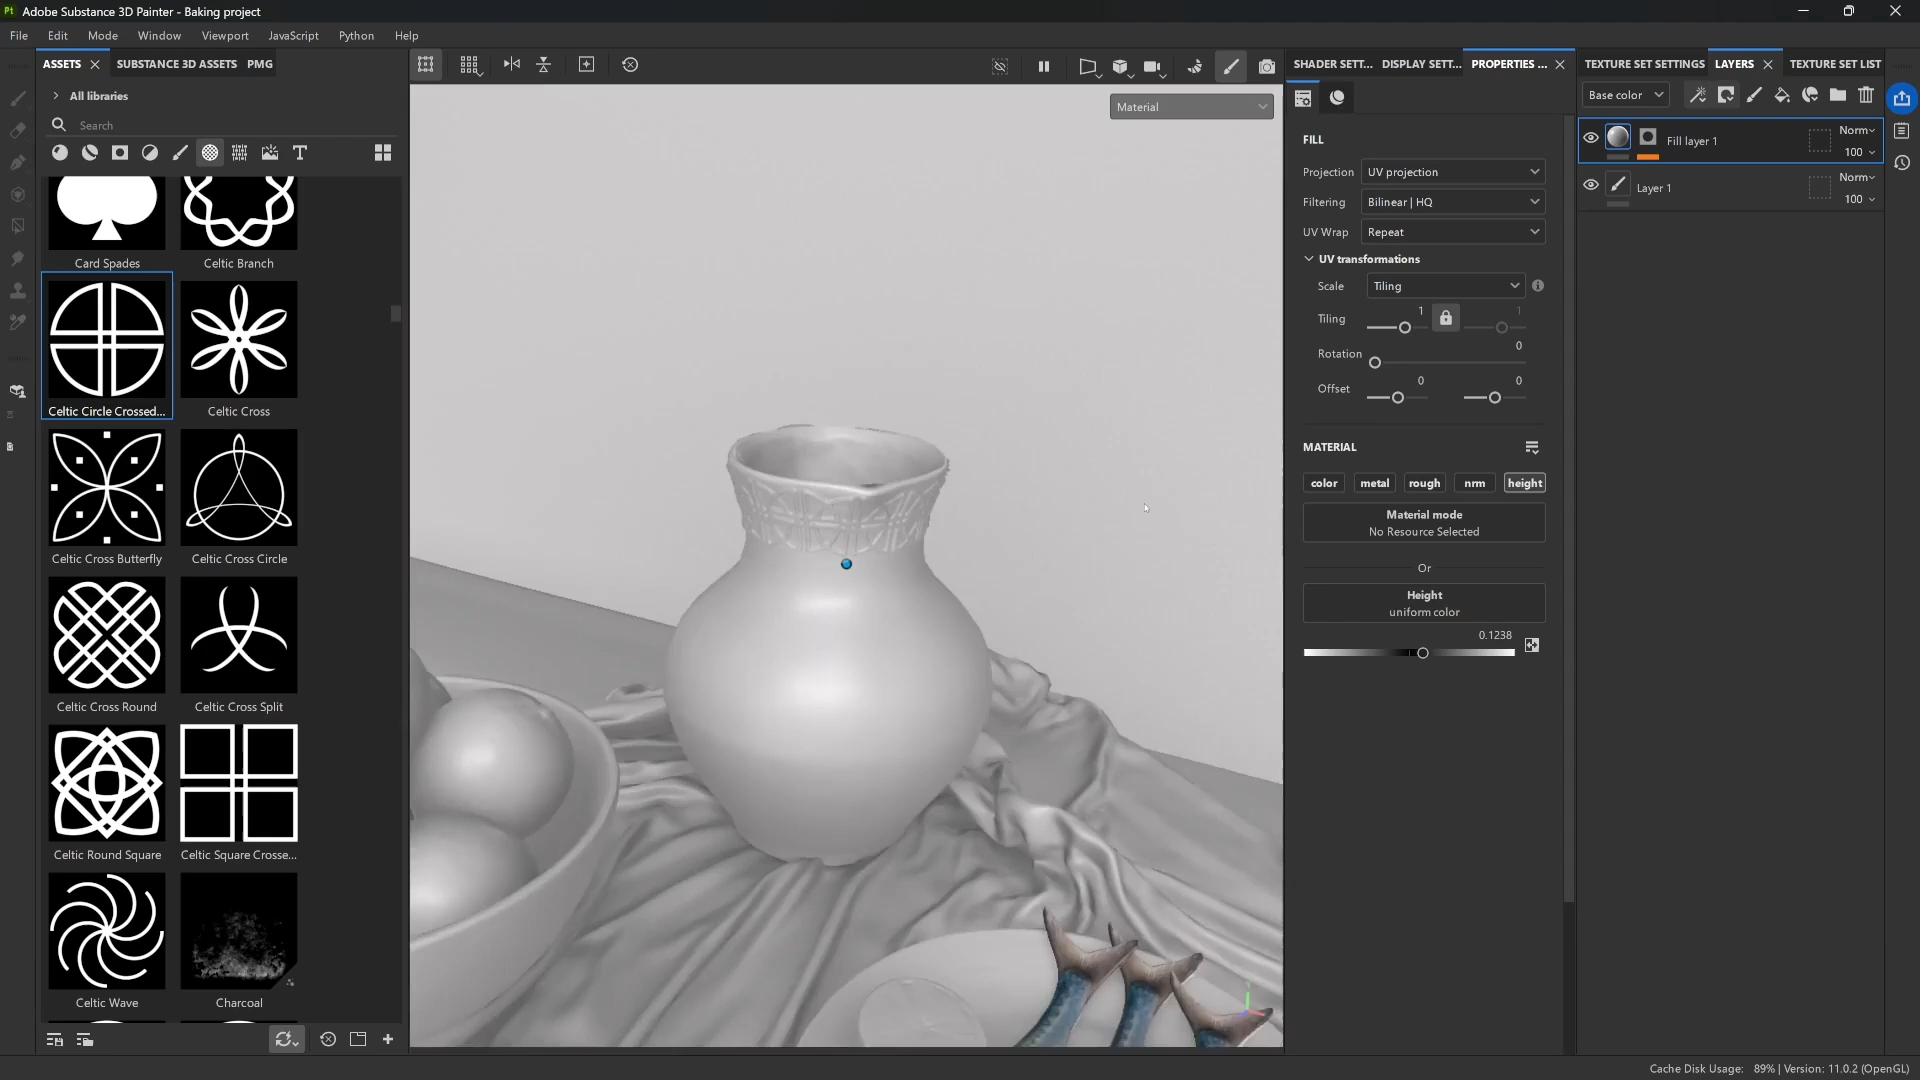 Pt Adobe Substance 3D Painter - Baking project
File Edit Mode Window Viewport JavaScript Python Help
ASSETS SUBSTANCE 3D ASSETS PMG
SHADER SETT... DISPLAY SETT... PROPERTIES ...
TEXTURE SET SETTINGS LAYERS TEXTURE SET LIST
All libraries
Search
Card Spades
Celtic Branch
Celtic Circle Crossed...
Celtic Cross
Celtic Cross Butterfly
Celtic Cross Circle
Celtic Cross Round
Celtic Cross Split
Celtic Round Square
Celtic Square Crosse...
Celtic Wave
Charcoal
Material
FILL
Projection UV projection
Filtering Bilinear | HQ
UV Wrap Repeat
UV transformations
Scale Tiling
Tiling 1 1
Rotation 0
Offset 0 0
MATERIAL
color metal rough nrm height
Material mode
No Resource Selected
Or
Height
uniform color
0.1238
Base color
Fill layer 1
Norm
100
Layer 1
Norm
100
Cache Disk Usage: 89% | Version: 11.0.2 (OpenGL)